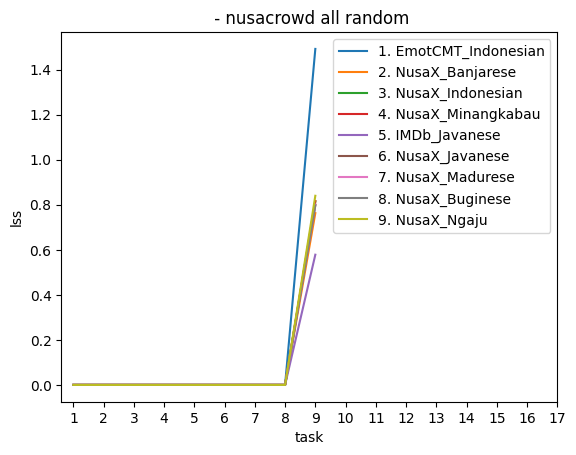 - nusacrowd all random
1. EmotCMT_Indonesian
2. NusaX_Banjarese
3. NusaX_Indonesian
4. NusaX_Minangkabau
5. IMDb_Javanese
6. NusaX_Javanese
7. NusaX_Madurese
8. NusaX_Buginese
9. NusaX_Ngaju
lss
1.4
1.2
1.0
0.8
0.6
0.4
0.2
0.0
1 2 3 4 5 6 7 8 9 10 11 12 13 14 15 16 17
task